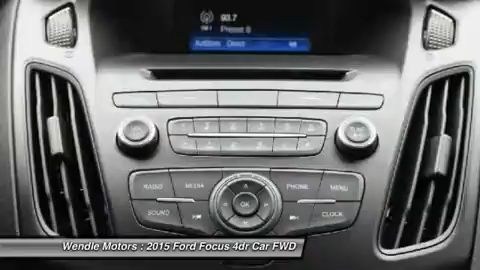 93.7
Preset 8
RADIO MEDIA PHONE MENU
OK
SOUND CLOCK
Wendle Motors : 2015 Ford Focus 4dr Car FWD